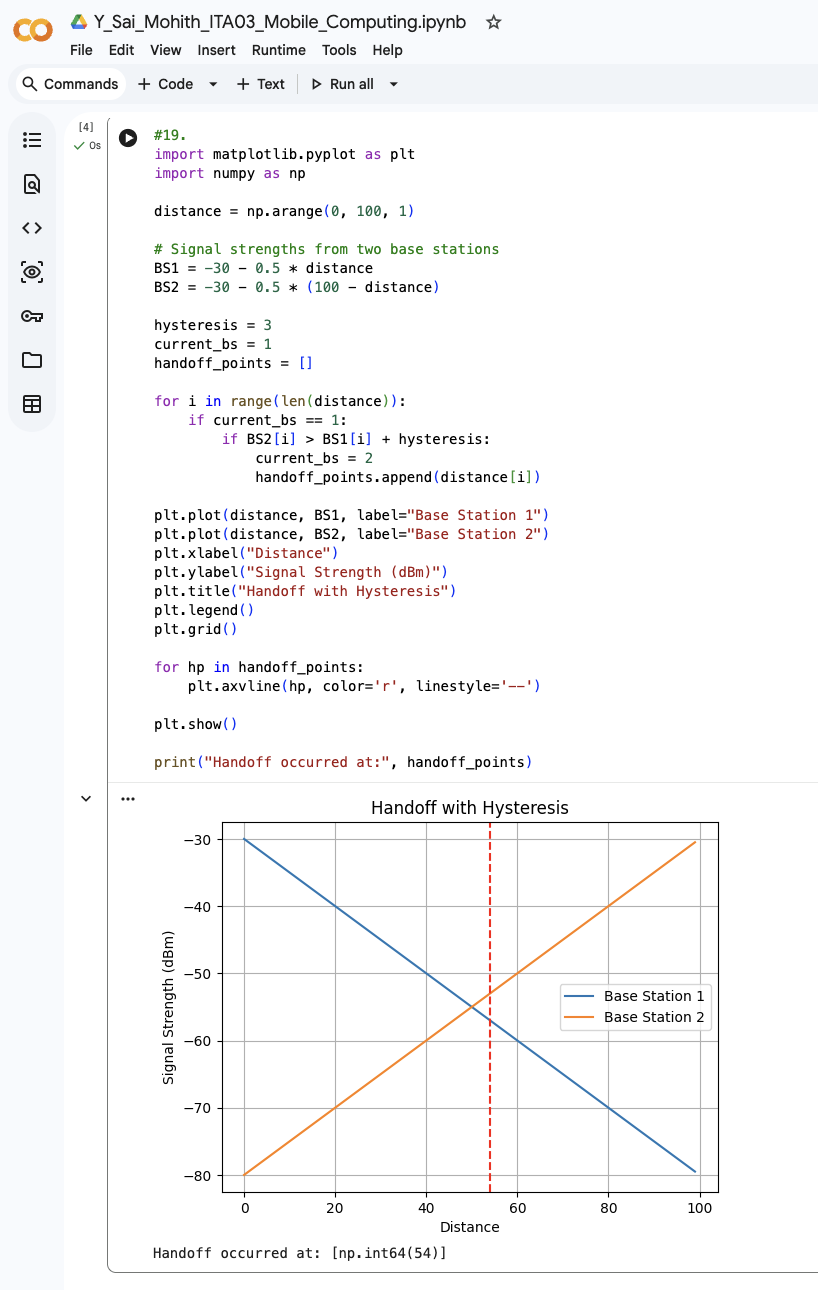 Y_Sai_Mohith_ITA03_Mobile_Computing.ipynb
File Edit View Insert Runtime Tools Help
Commands + Code + Text Run all
[4]
0s
#19.
import matplotlib.pyplot as plt
import numpy as np
distance = np.arange(0, 100, 1)
# Signal strengths from two base stations
BS1 = -30 - 0.5 * distance
BS2 = -30 - 0.5 * (100 - distance)
hysteresis = 3
current_bs = 1
handoff_points = []
for i in range(len(distance)):
    if current_bs == 1:
        if BS2[i] > BS1[i] + hysteresis:
            current_bs = 2
            handoff_points.append(distance[i])
plt.plot(distance, BS1, label="Base Station 1")
plt.plot(distance, BS2, label="Base Station 2")
plt.xlabel("Distance")
plt.ylabel("Signal Strength (dBm)")
plt.title("Handoff with Hysteresis")
plt.legend()
plt.grid()
for hp in handoff_points:
    plt.axvline(hp, color='r', linestyle='--')
plt.show()
print("Handoff occurred at:", handoff_points)
Handoff with Hysteresis
Signal Strength (dBm)
−30
−40
−50
−60
−70
−80
Base Station 1
Base Station 2
0 20 40 60 80 100
Distance
Handoff occurred at: [np.int64(54)]